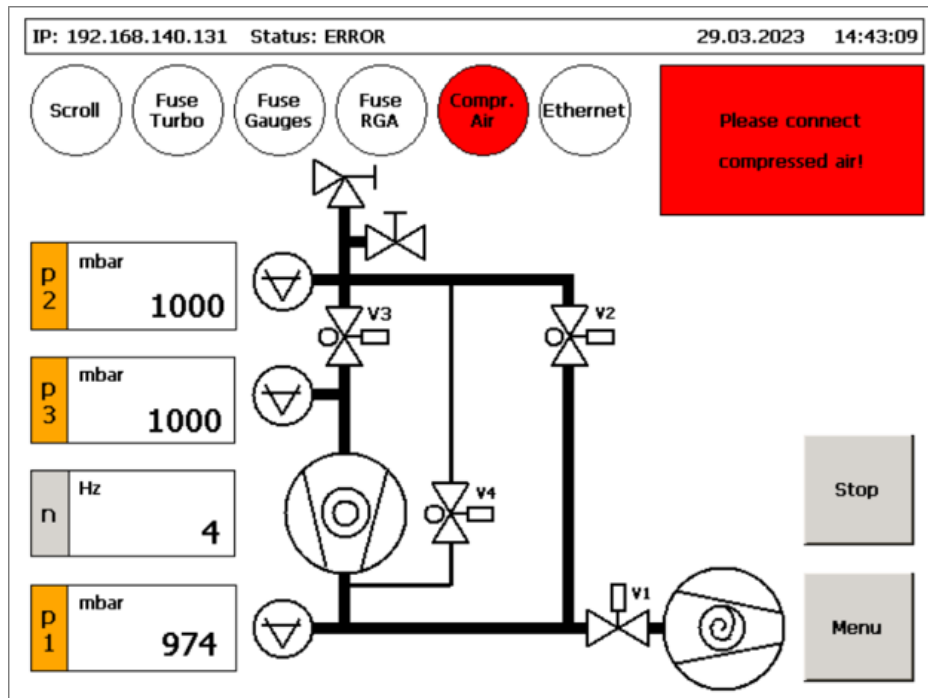 IP: 192.168.140.131 Status: ERROR 29.03.2023 14:43:09
Scroll
Fuse
Turbo
Fuse
Gauges
Fuse
RGA
Compr.
Air
Ethernet
Please connect
compressed air!
p
2
mbar
1000
V3
V2
p
3
mbar
1000
n
Hz
4
V4
Stop
p
1
mbar
974
V1
Menu